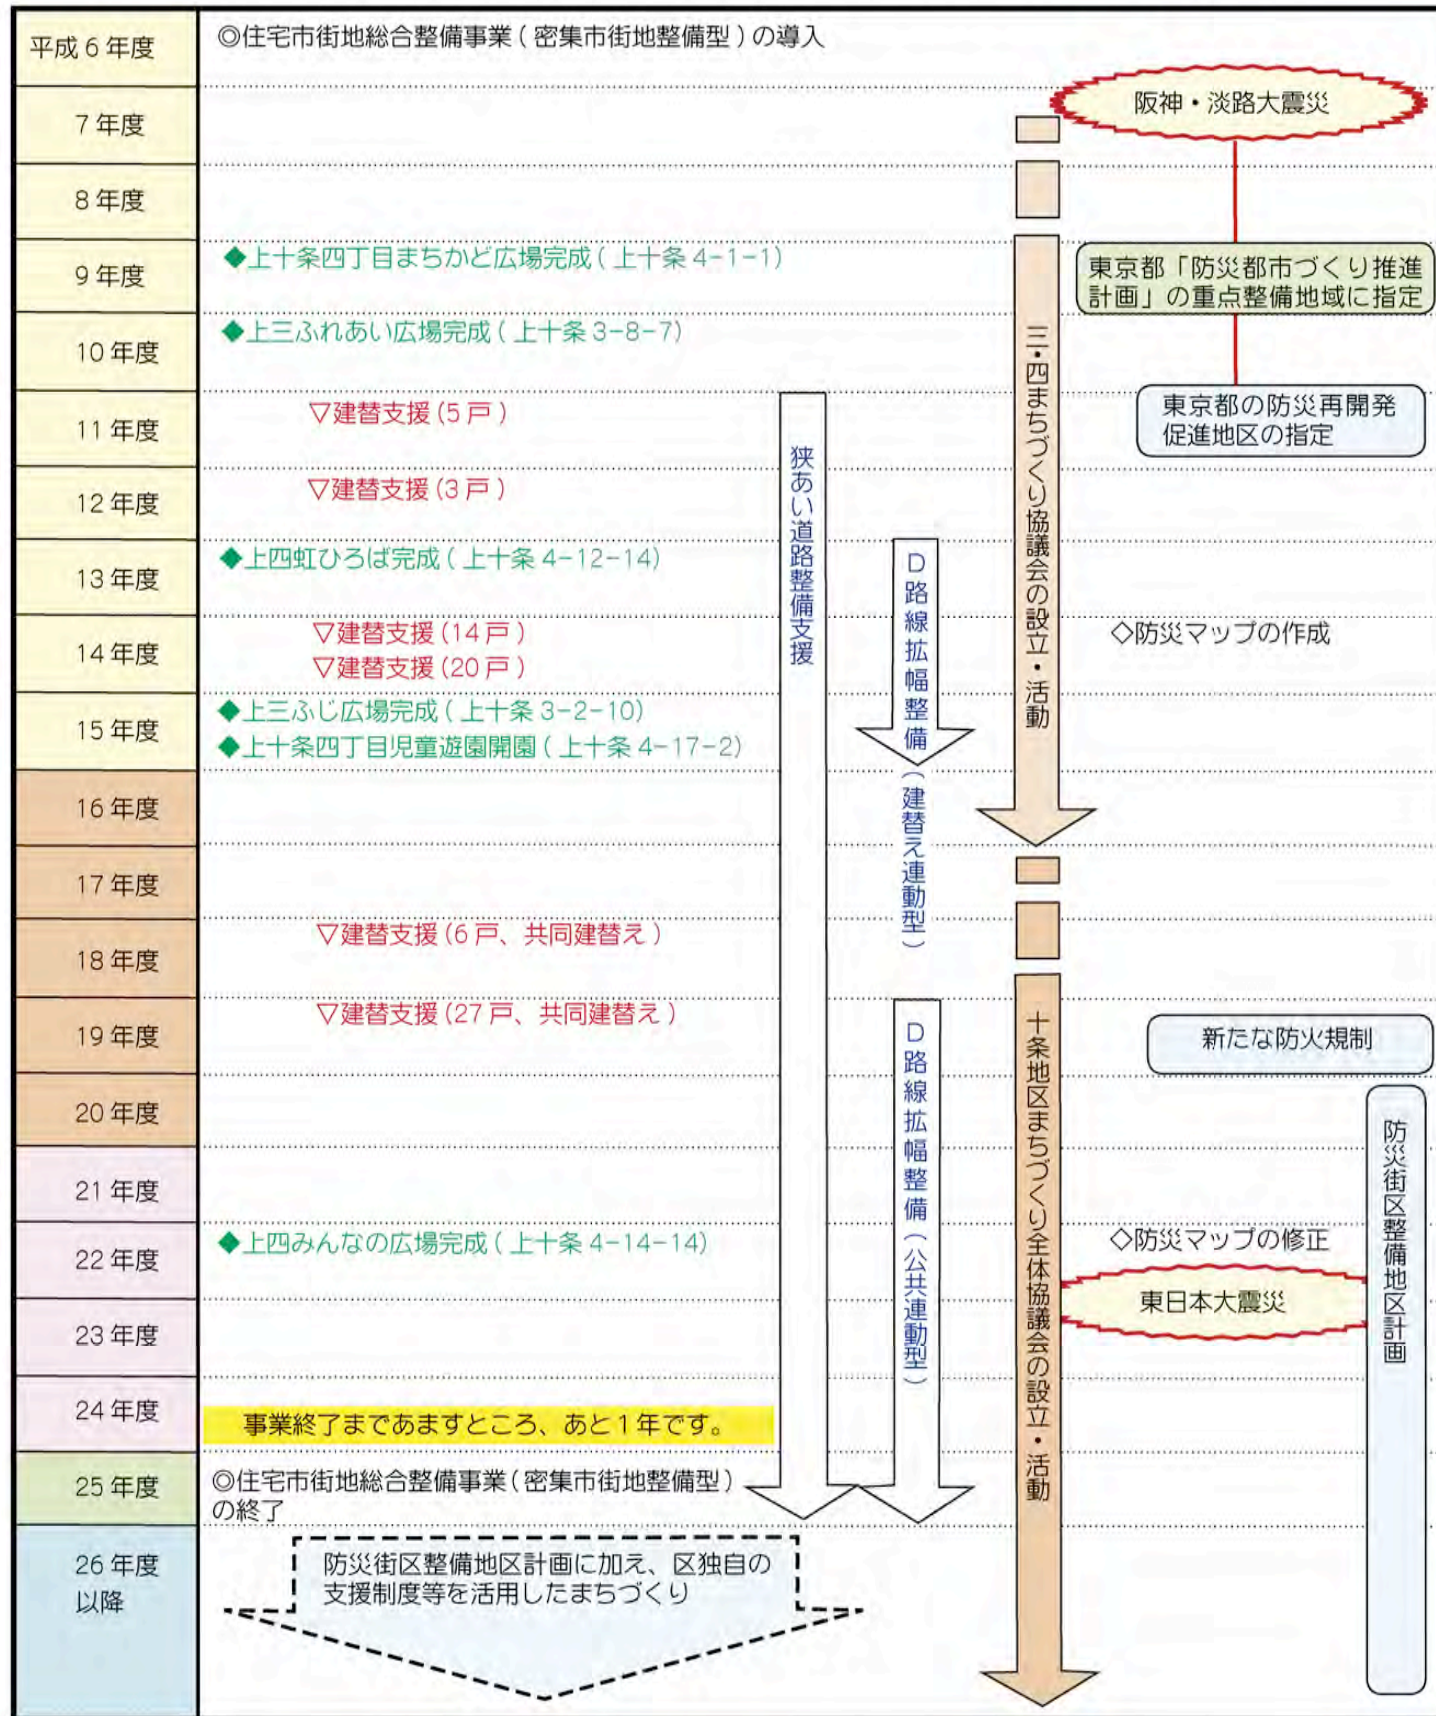 平成6年度
◎住宅市街地総合整備事業(密集市街地整備型)の導入
阪神・淡路大震災
7年度
8年度
9年度
◆上十条四丁目まちかど広場完成(上十条4-1-1)
東京都「防災都市づくり推進
計画」の重点整備地域に指定
10年度
◆上三ふれあい広場完成(上十条3-8-7)
三・四まちづくり協議会の設立・活動
11年度
▽建替支援(5戸)
東京都の防災再開発
促進地区の指定
狭あい道路整備支援
12年度
▽建替支援(3戸)
13年度
◆上四虹ひろば完成(上十条4-12-14)
D路線拡幅整備(建替え連動型)
14年度
▽建替支援(14戸)
▽建替支援(20戸)
◇防災マップの作成
15年度
◆上三ふじ広場完成(上十条3-2-10)
◆上十条四丁目児童遊園開園(上十条4-17-2)
16年度
17年度
18年度
▽建替支援(6戸、共同建替え)
19年度
▽建替支援(27戸、共同建替え)
D路線拡幅整備(公共連動型)
十条地区まちづくり全体協議会の設立・活動
新たな防火規制
20年度
防災街区整備地区計画
21年度
22年度
◆上四みんなの広場完成(上十条4-14-14)
◇防災マップの修正
東日本大震災
23年度
24年度
事業終了まであますところ、あと1年です。
25年度
◎住宅市街地総合整備事業(密集市街地整備型)
の終了
26年度
以降
防災街区整備地区計画に加え、区独自の
支援制度等を活用したまちづくり